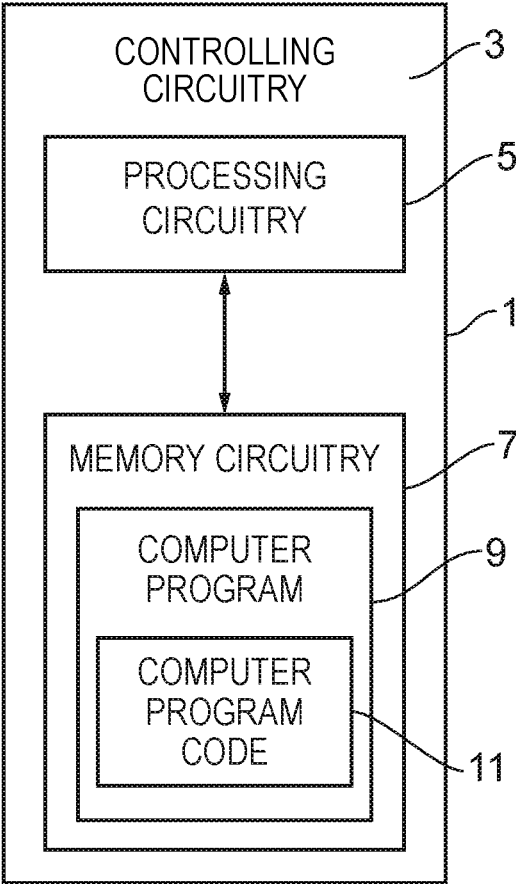 CONTROLLING
CIRCUITRY
3
PROCESSING
CIRCUITRY
5
1
MEMORY CIRCUITRY
7
COMPUTER
PROGRAM
9
COMPUTER
PROGRAM
CODE
11